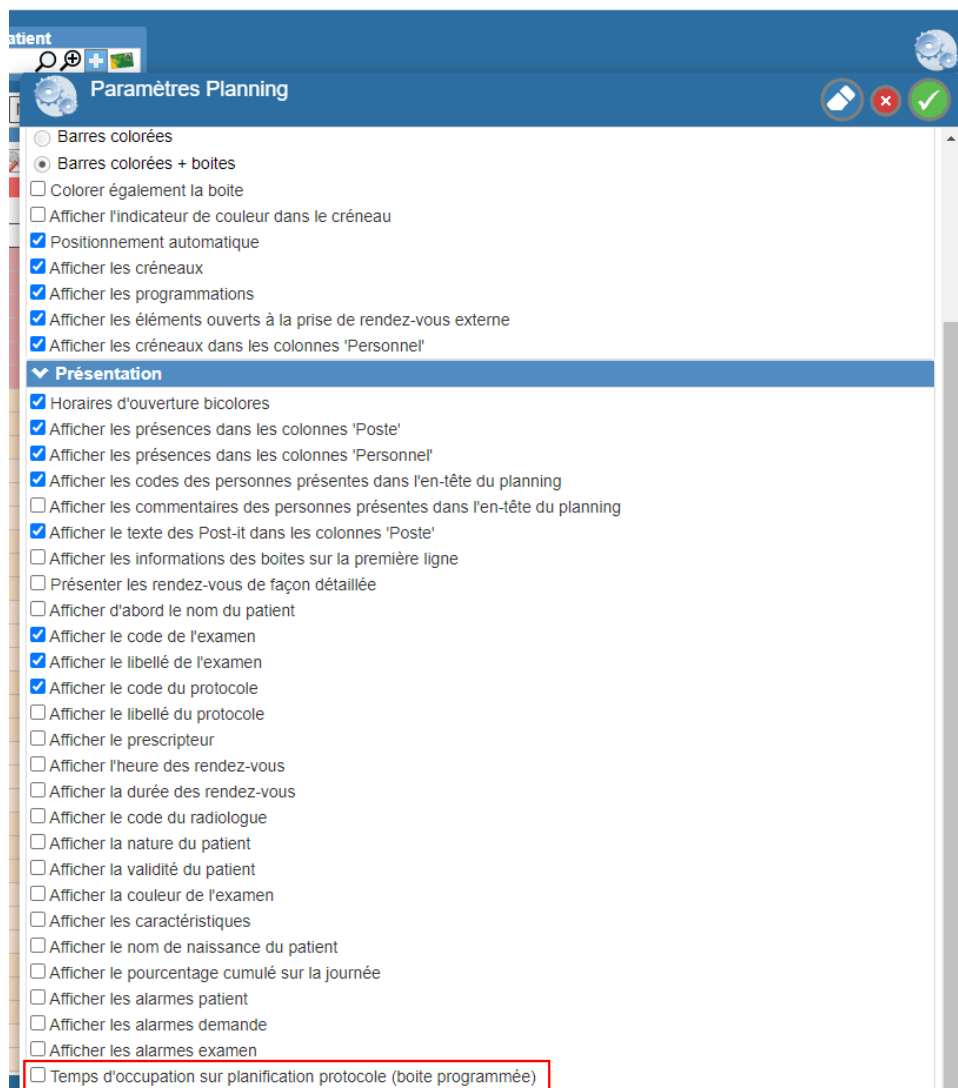 atient
Paramètres Planning
Barres colorées
Barres colorées + boites
Colorer également la boite
Afficher l'indicateur de couleur dans le créneau
Positionnement automatique
Afficher les créneaux
Afficher les programmations
Afficher les éléments ouverts à la prise de rendez-vous externe
Afficher les créneaux dans les colonnes 'Personnel'
Présentation
Horaires d'ouverture bicolores
Afficher les présences dans les colonnes 'Poste'
Afficher les présences dans les colonnes 'Personnel'
Afficher les codes des personnes présentes dans l'en-tête du planning
Afficher les commentaires des personnes présentes dans l'en-tête du planning
Afficher le texte des Post-it dans les colonnes 'Poste'
Afficher les informations des boites sur la première ligne
Présenter les rendez-vous de façon détaillée
Afficher d'abord le nom du patient
Afficher le code de l'examen
Afficher le libellé de l'examen
Afficher le code du protocole
Afficher le libellé du protocole
Afficher le prescripteur
Afficher l'heure des rendez-vous
Afficher la durée des rendez-vous
Afficher le code du radiologue
Afficher la nature du patient
Afficher la validité du patient
Afficher la couleur de l'examen
Afficher les caractéristiques
Afficher le nom de naissance du patient
Afficher le pourcentage cumulé sur la journée
Afficher les alarmes patient
Afficher les alarmes demande
Afficher les alarmes examen
Temps d'occupation sur planification protocole (boite programmée)